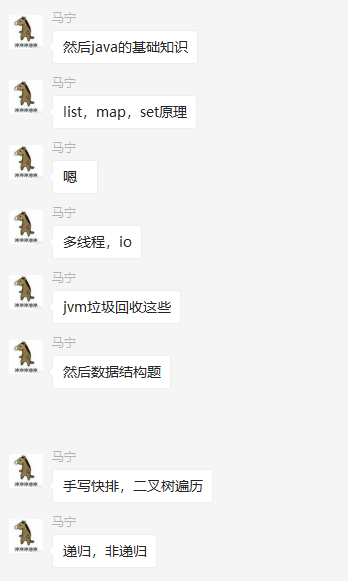 马宁
然后java的基础知识
马宁
list，map，set原理
马宁
嗯
马宁
多线程，io
马宁
jvm垃圾回收这些
马宁
然后数据结构题
马宁
手写快排，二叉树遍历
马宁
递归，非递归